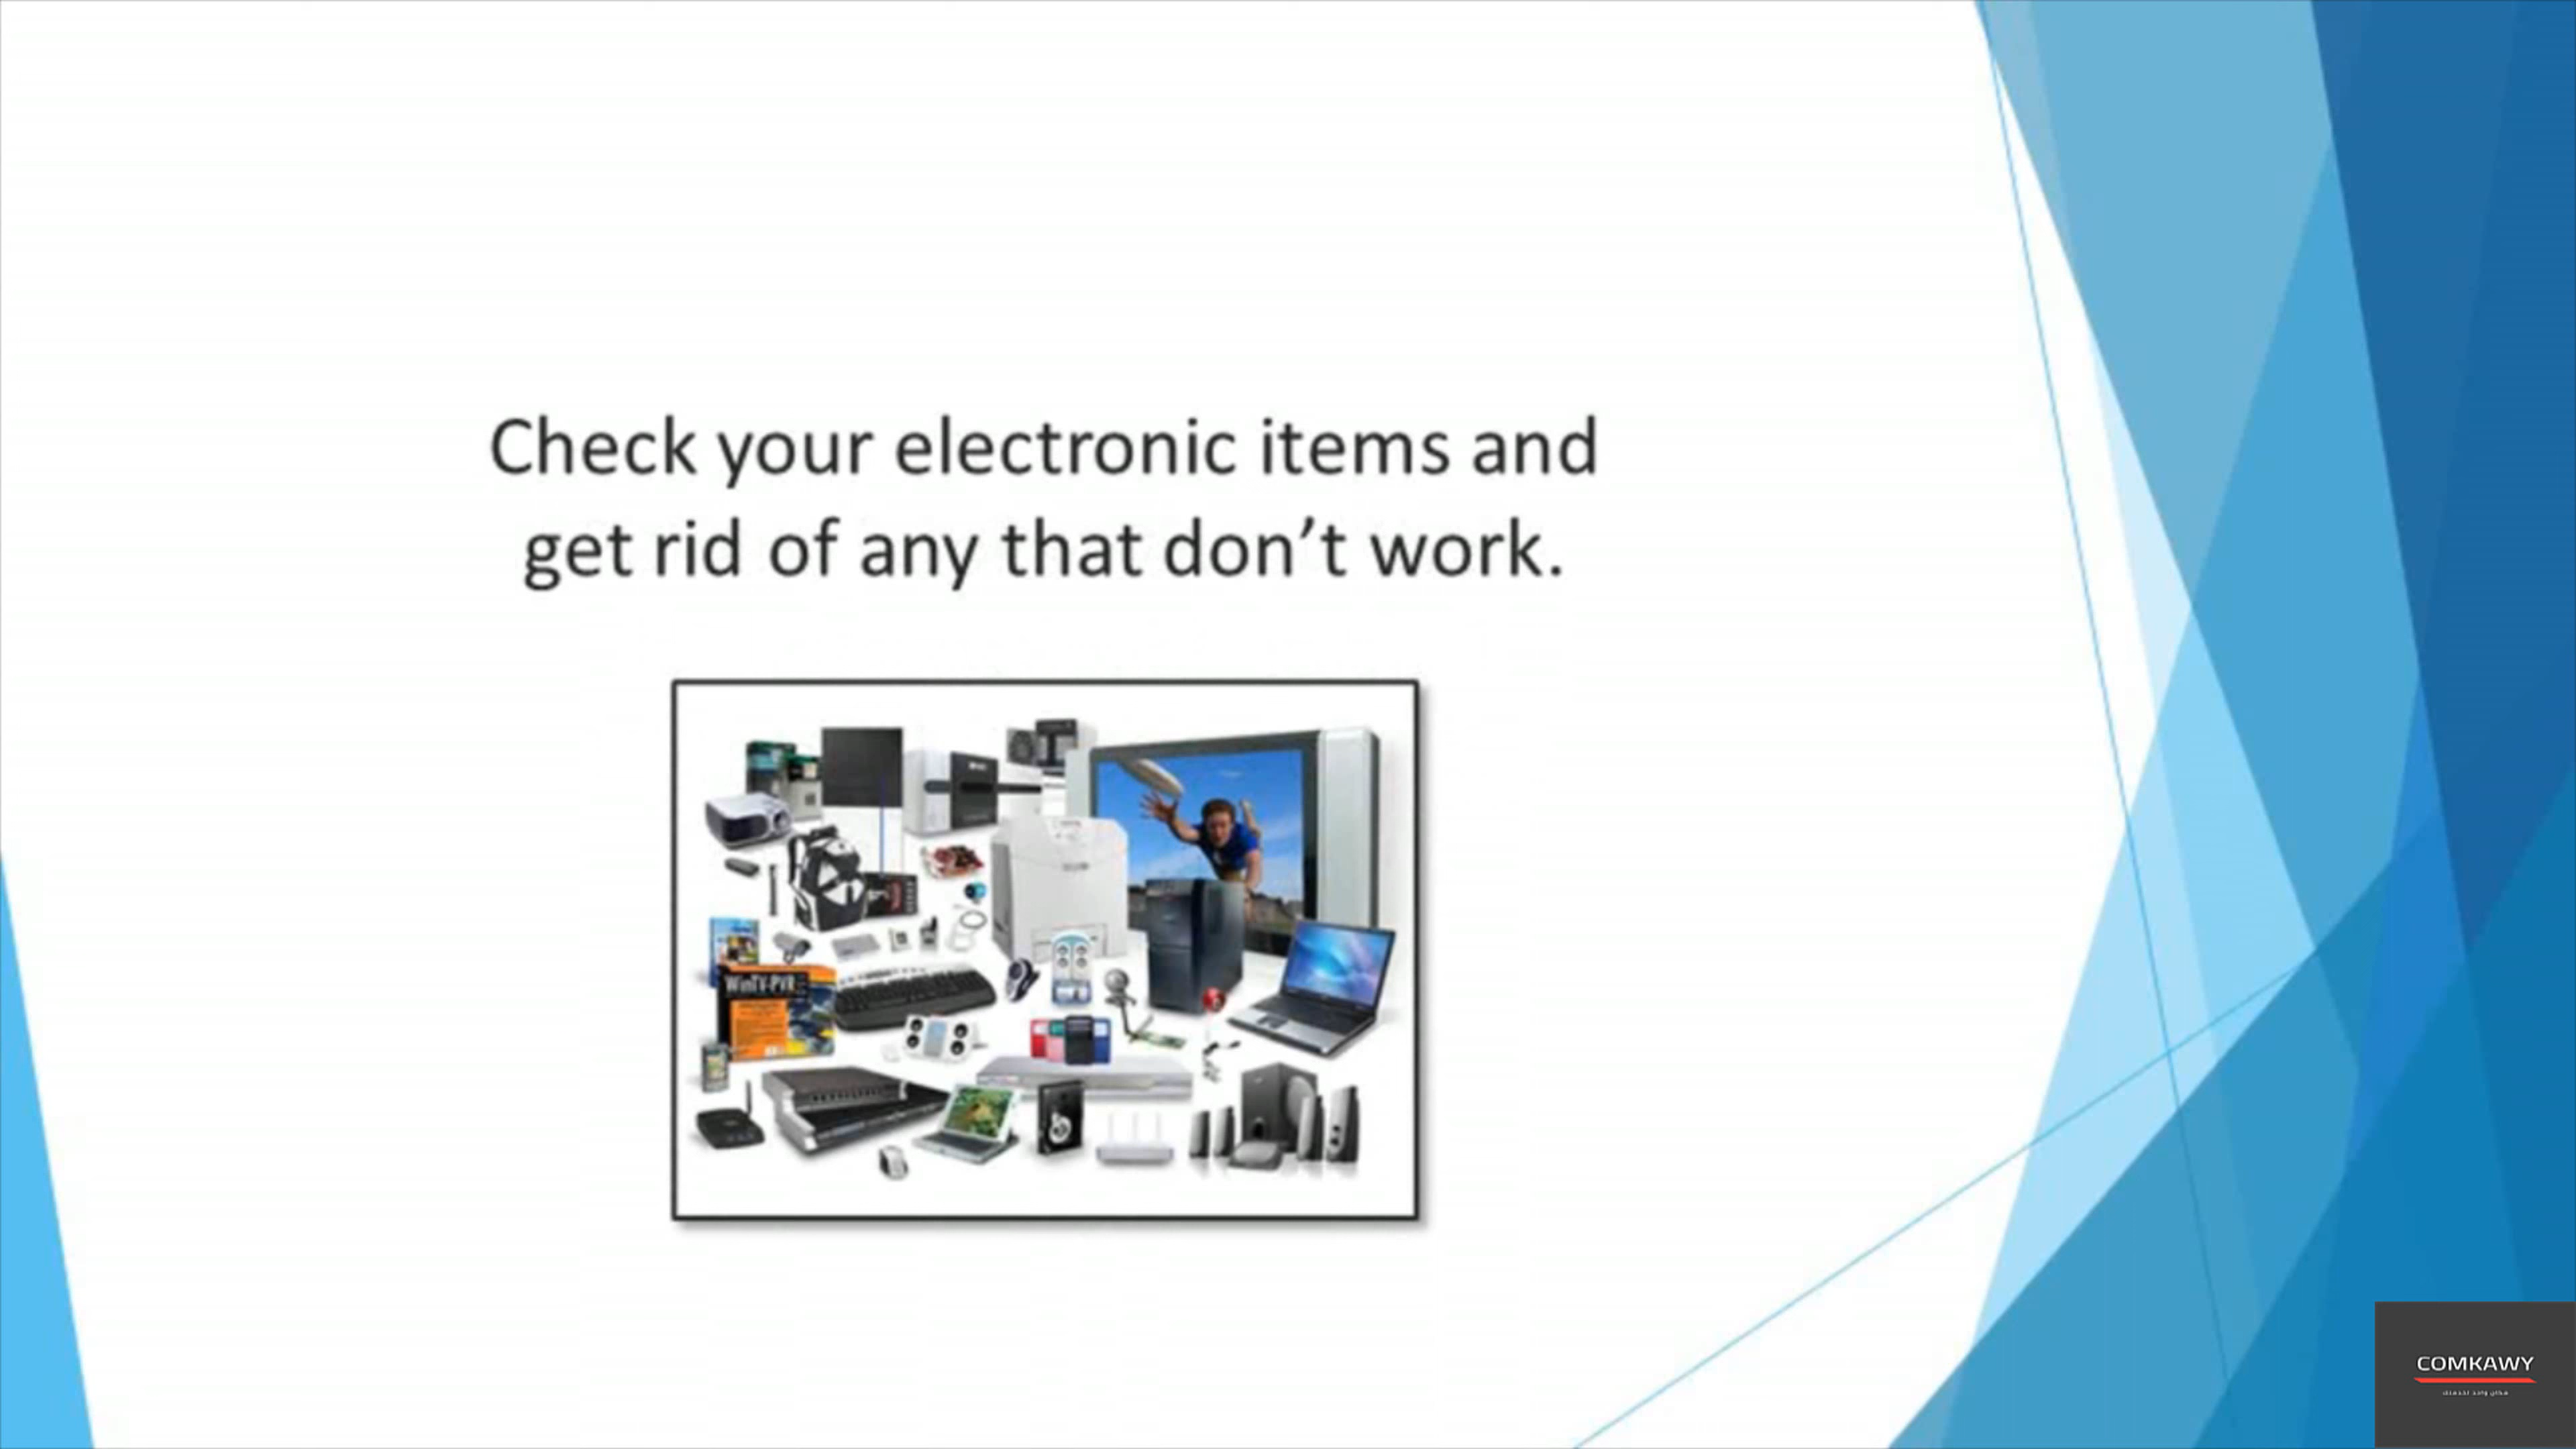 Check your electronic items and
get rid of any that don’t work.
WinTV-PVR
COMKAWY